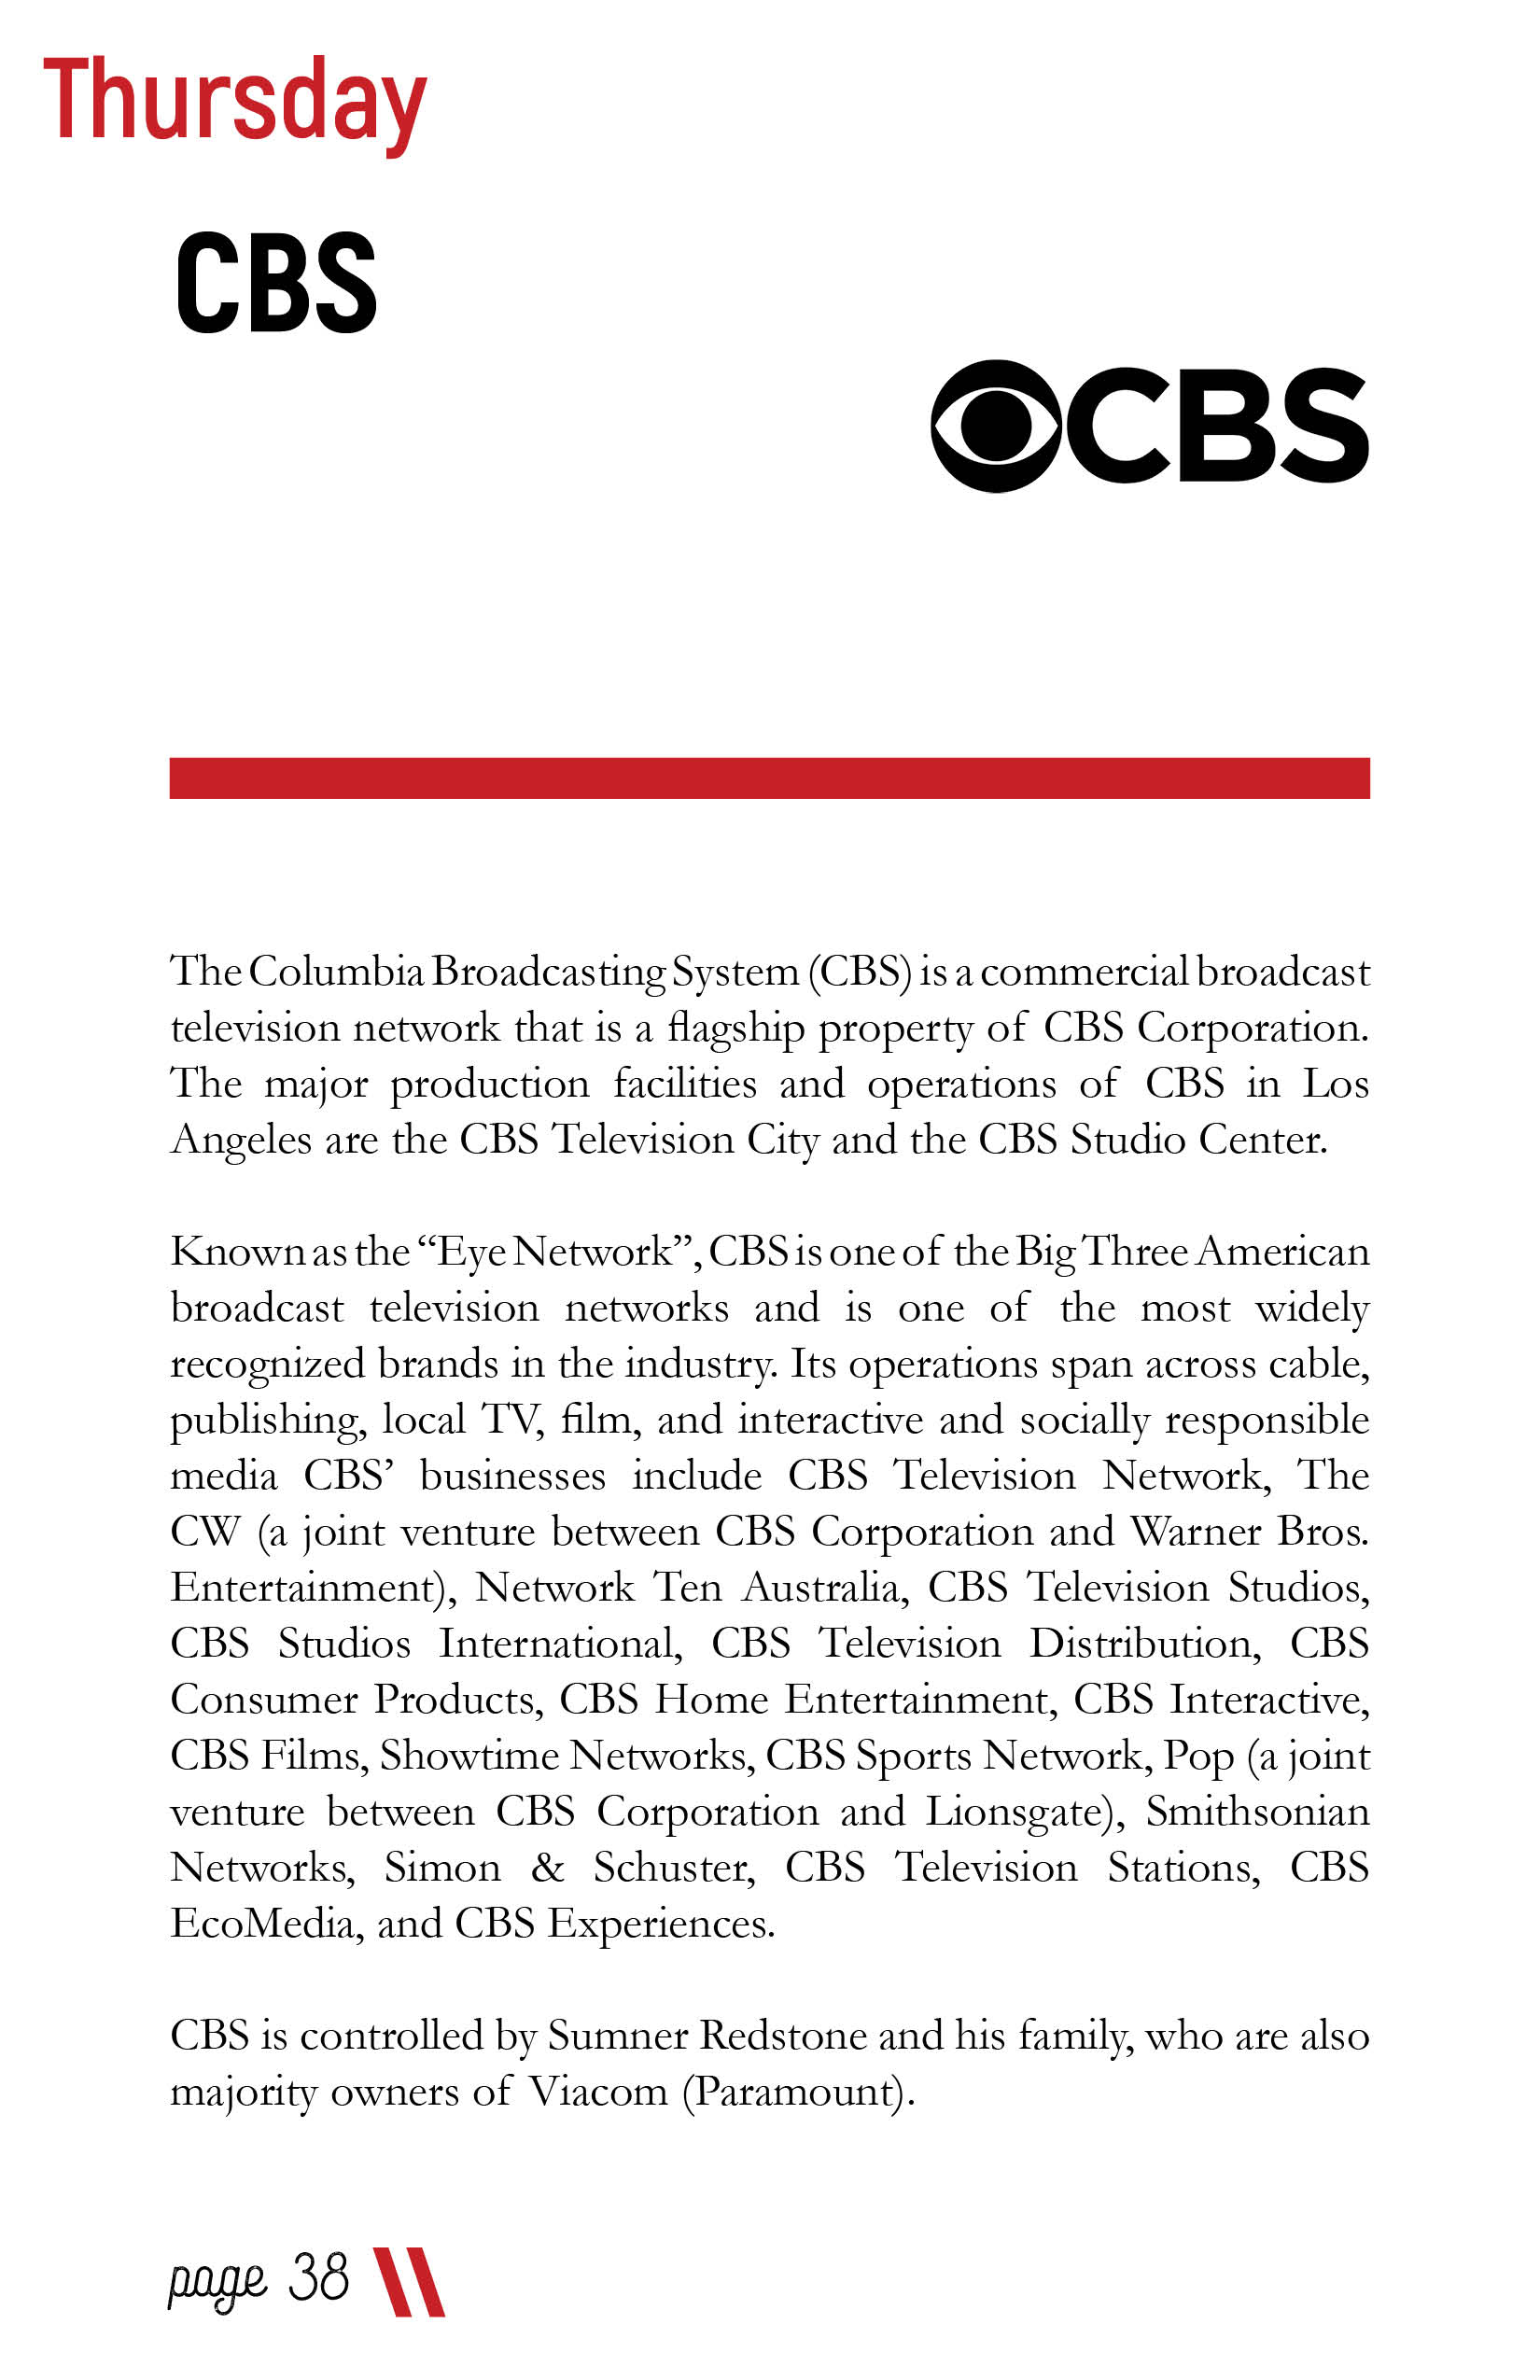 Thursday
CBS
CBS
The Columbia Broadcasting System (CBS) is a commercial broadcast
television network that is a flagship property of CBS Corporation.
The major production facilities and operations of CBS in Los
Angeles are the CBS Television City and the CBS Studio Center.
Known as the “Eye Network”, CBS is one of the Big Three American
broadcast television networks and is one of the most widely
recognized brands in the industry. Its operations span across cable,
publishing, local TV, film, and interactive and socially responsible
media CBS’ businesses include CBS Television Network, The
CW (a joint venture between CBS Corporation and Warner Bros.
Entertainment), Network Ten Australia, CBS Television Studios,
CBS Studios International, CBS Television Distribution, CBS
Consumer Products, CBS Home Entertainment, CBS Interactive,
CBS Films, Showtime Networks, CBS Sports Network, Pop (a joint
venture between CBS Corporation and Lionsgate), Smithsonian
Networks, Simon & Schuster, CBS Television Stations, CBS
EcoMedia, and CBS Experiences.
CBS is controlled by Sumner Redstone and his family, who are also
majority owners of Viacom (Paramount).
page 38